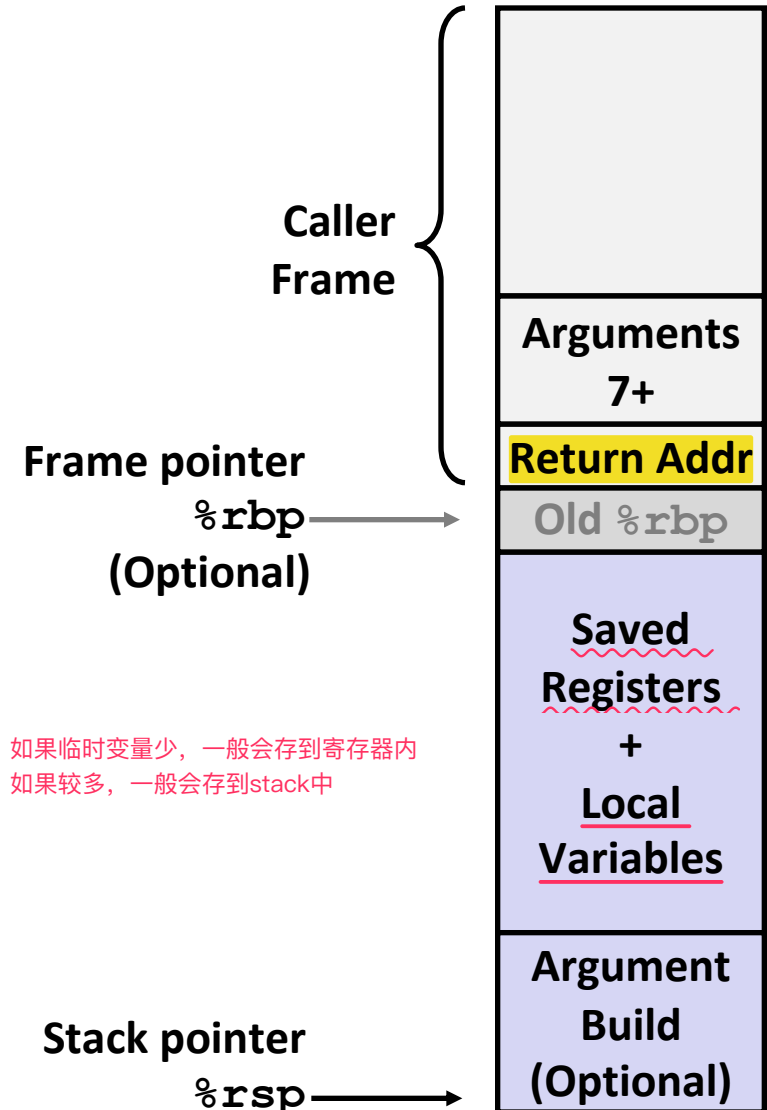 Caller
Frame
Arguments
7+
Return Addr
Frame pointer
%rbp
(Optional)
Old %rbp
Saved
Registers
+
Local
Variables
如果临时变量少，一般会存到寄存器内
如果较多，一般会存到stack中
Argument
Build
(Optional)
Stack pointer
%rsp